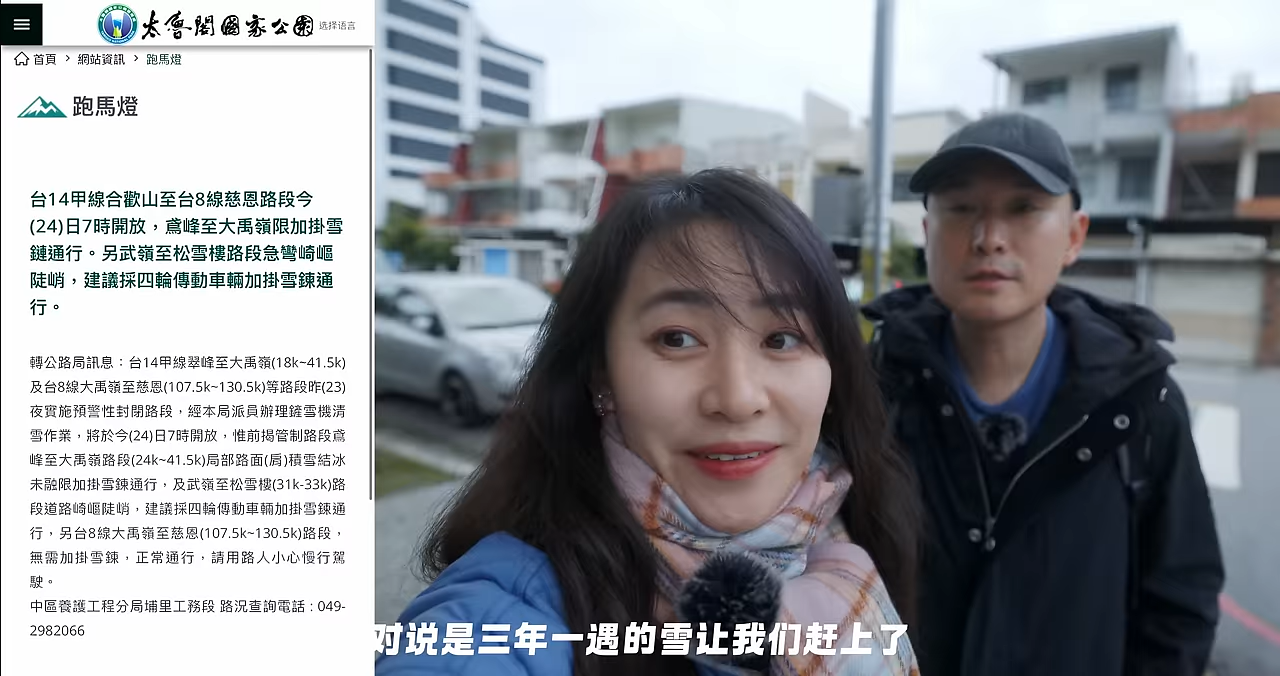 太魯閣國家公園 选择语言
首頁 > 網站資訊 > 跑馬燈
跑馬燈
台14甲線合歡山至台8線慈恩路段今
(24)日7時開放，鳶峰至大禹嶺限加掛雪
鏈通行。另武嶺至松雪樓路段急彎崎嶇
陡峭，建議採四輪傳動車輛加掛雪鍊通
行。
轉公路局訊息：台14甲線翠峰至大禹嶺(18k~41.5k)
及台8線大禹嶺至慈恩(107.5k~130.5k)等路段昨(23)
夜實施預警性封閉路段，經本局派員辦理鏟雪機清
雪作業，將於今(24)日7時開放，惟前揭管制路段鳶
峰至大禹嶺路段(24k~41.5k)局部路面(肩)積雪結冰
未融限加掛雪鍊通行，及武嶺至松雪樓(31k-33k)路
段道路崎嶇陡峭，建議採四輪傳動車輛加掛雪鍊通
行，另台8線大禹嶺至慈恩(107.5k~130.5k)路段，
無需加掛雪鍊，正常通行，請用路人小心慢行駕
駛。
中區養護工程分局埔里工務段 路況查詢電話：049-
2982066
对说是三年一遇的雪让我们赶上了